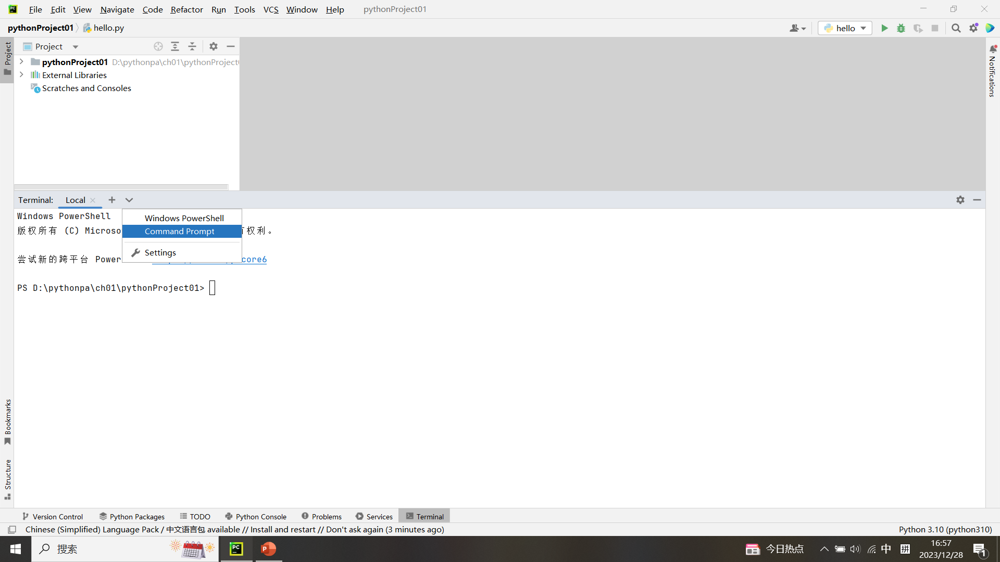 File Edit View Navigate Code Refactor Run Tools VCS Window Help pythonProject01
pythonProject01 hello.py
hello
Project
Project
pythonProject01 D:\pythonpa\ch01\pythonProject
External Libraries
Scratches and Consoles
Notifications
Terminal: Local
Windows PowerShell
版权所有 (C) Microso
权利。
Windows PowerShell
Command Prompt
Settings
尝试新的跨平台 Power
core6
PS D:\pythonpa\ch01\pythonProject01>
Bookmarks
Structure
Version Control Python Packages TODO Python Console Problems Services Terminal
Chinese (Simplified) Language Pack / 中文语言包 available // Install and restart // Don't ask again (3 minutes ago)
Python 3.10 (python310)
搜索
PC
P
今日热点
中
拼
16:57
2023/12/28
1